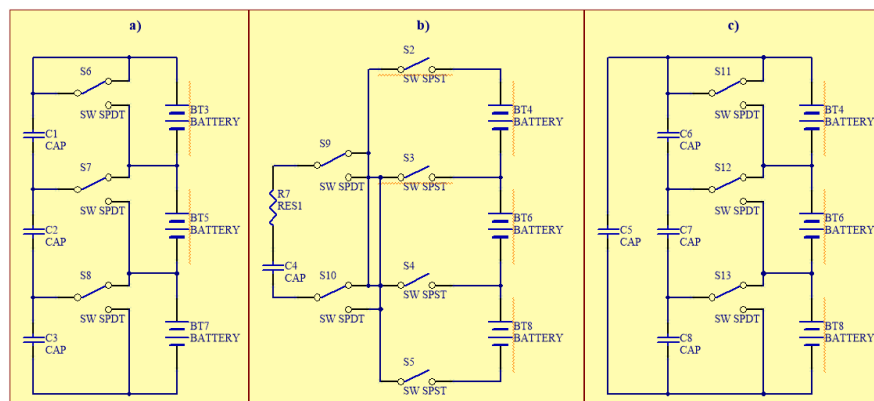 a)
S6
SW SPDT
BT3
BATTERY
C1
CAP
S7
SW SPDT
BT5
BATTERY
C2
CAP
S8
SW SPDT
BT7
BATTERY
C3
CAP
b)
S2
SW SPST
BT4
BATTERY
S9
SW SPDT
S3
SW SPST
R7
RES1
BT6
BATTERY
C4
CAP
S10
SW SPDT
S4
SW SPST
BT8
BATTERY
S5
SW SPST
c)
S11
SW SPDT
BT4
BATTERY
C6
CAP
S12
SW SPDT
BT6
BATTERY
C5
CAP
C7
CAP
S13
SW SPDT
BT8
BATTERY
C8
CAP